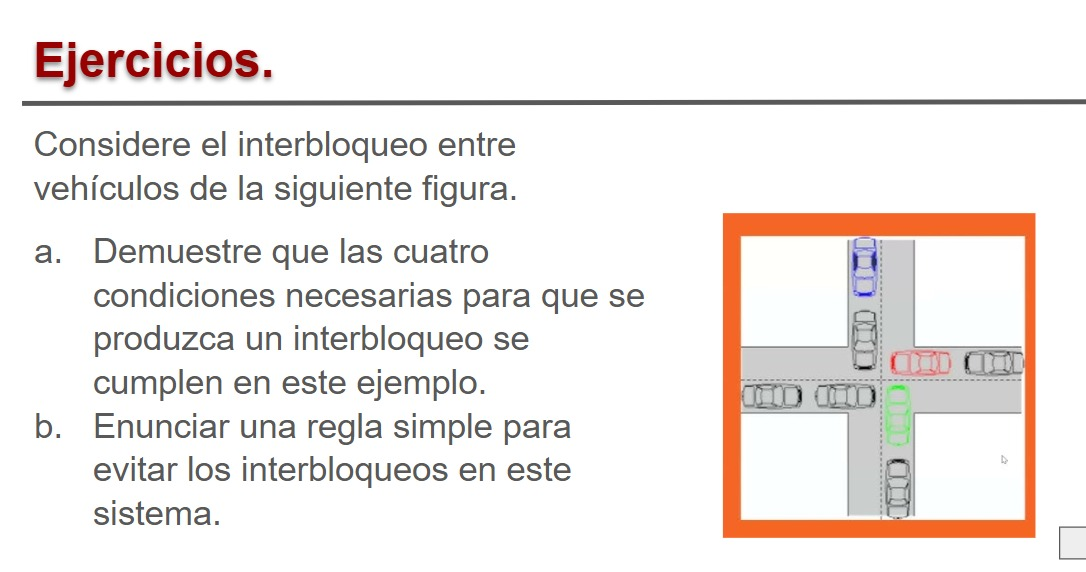 Ejercicios.
Considere el interbloqueo entre
vehículos de la siguiente figura.
a. Demuestre que las cuatro
condiciones necesarias para que se
produzca un interbloqueo se
cumplen en este ejemplo.
b. Enunciar una regla simple para
evitar los interbloqueos en este
sistema.